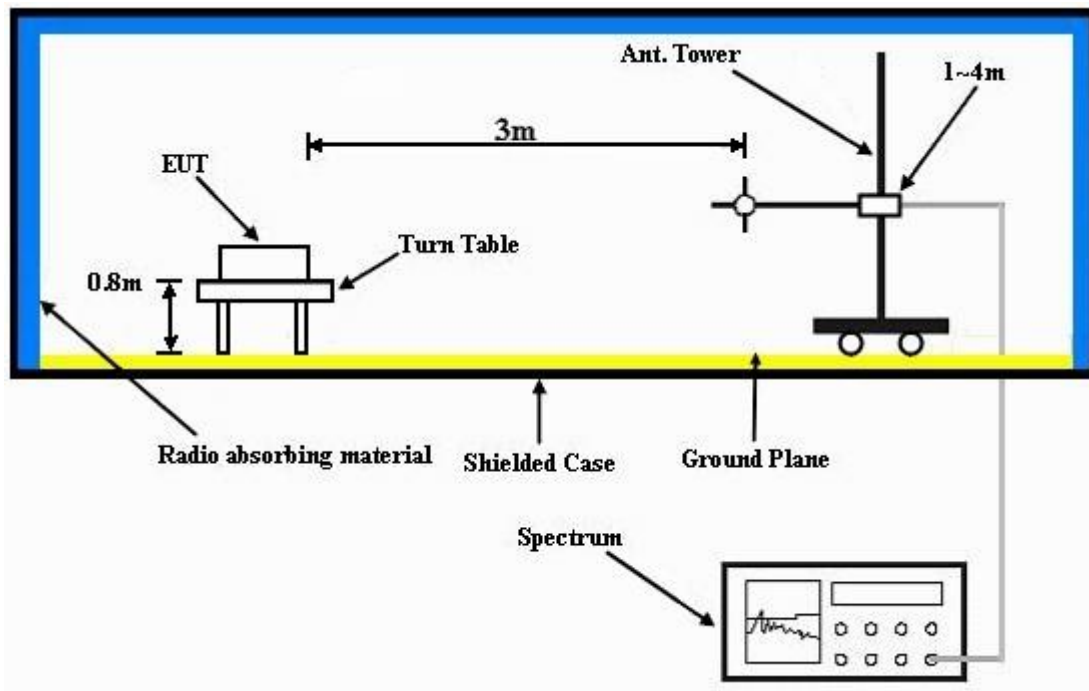 Ant. Tower
1~4m
3m
EUT
Turn Table
0.8m
Radio absorbing material
Shielded Case
Ground Plane
Spectrum